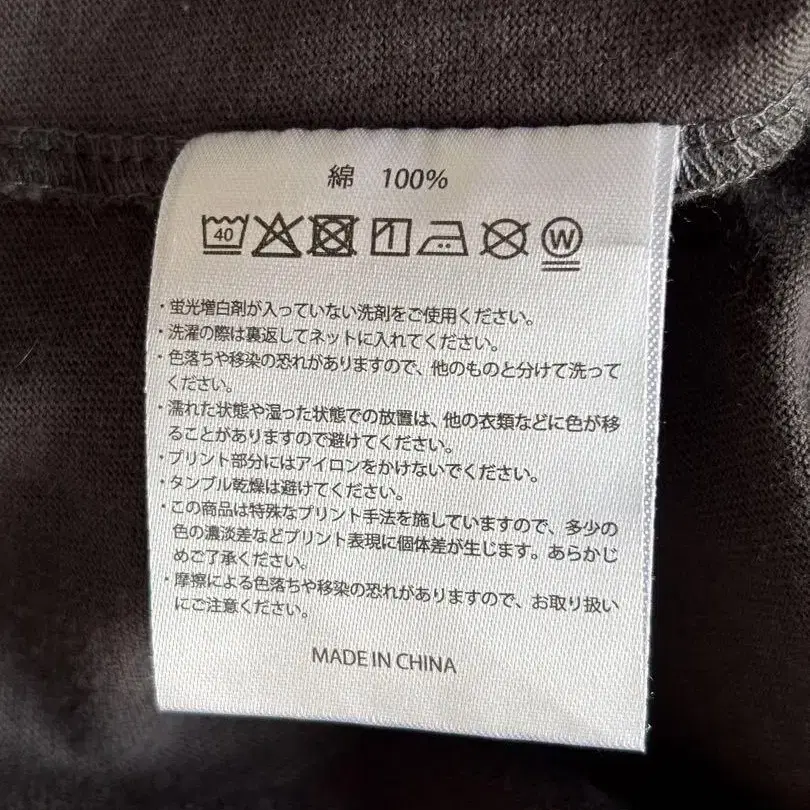 綿 100%
40
W
・蛍光増白剤が入っていない洗剤をご使用ください。
・洗濯の際は裏返してネットに入れてください。
・色落ちや移染の恐れがありますので、他のものと分けて洗って
ください。
・濡れた状態や湿った状態での放置は、他の衣類などに色が移
ることがありますので避けてください。
・プリント部分にはアイロンをかけないでください。
・タンブル乾燥は避けてください。
・この商品は特殊なプリント手法を施していますので、多少の
色の濃淡差などプリント表現に個体差が生じます。あらかじ
めご了承ください。
・摩擦による色落ちや移染の恐れがありますので、お取り扱い
にご注意ください。
MADE IN CHINA